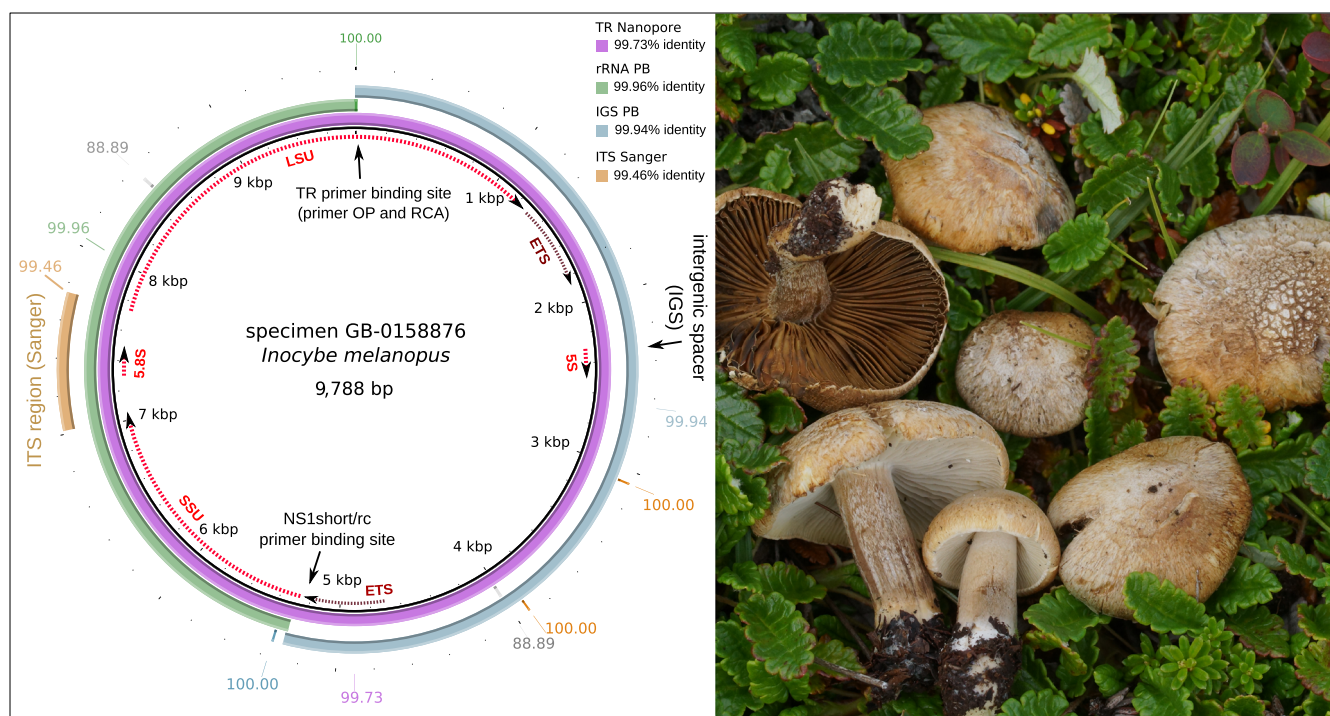 100.00
TR Nanopore
99.73% identity
rRNA PB
99.96% identity
IGS PB
99.94% identity
ITS Sanger
99.46% identity
88.89
LSU
9 kbp
TR primer binding site
(primer OP and RCA)
1 kbp
ETS
99.96
99.46
8 kbp
2 kbp
intergenic spacer
(IGS)
specimen GB-0158876
Inocybe melanopus
9,788 bp
5.8S
5S
ITS region (Sanger)
7 kbp
3 kbp
99.94
100.00
SSU
6 kbp
NS1short/rc
primer binding site
4 kbp
5 kbp
ETS
100.00
88.89
100.00
99.73